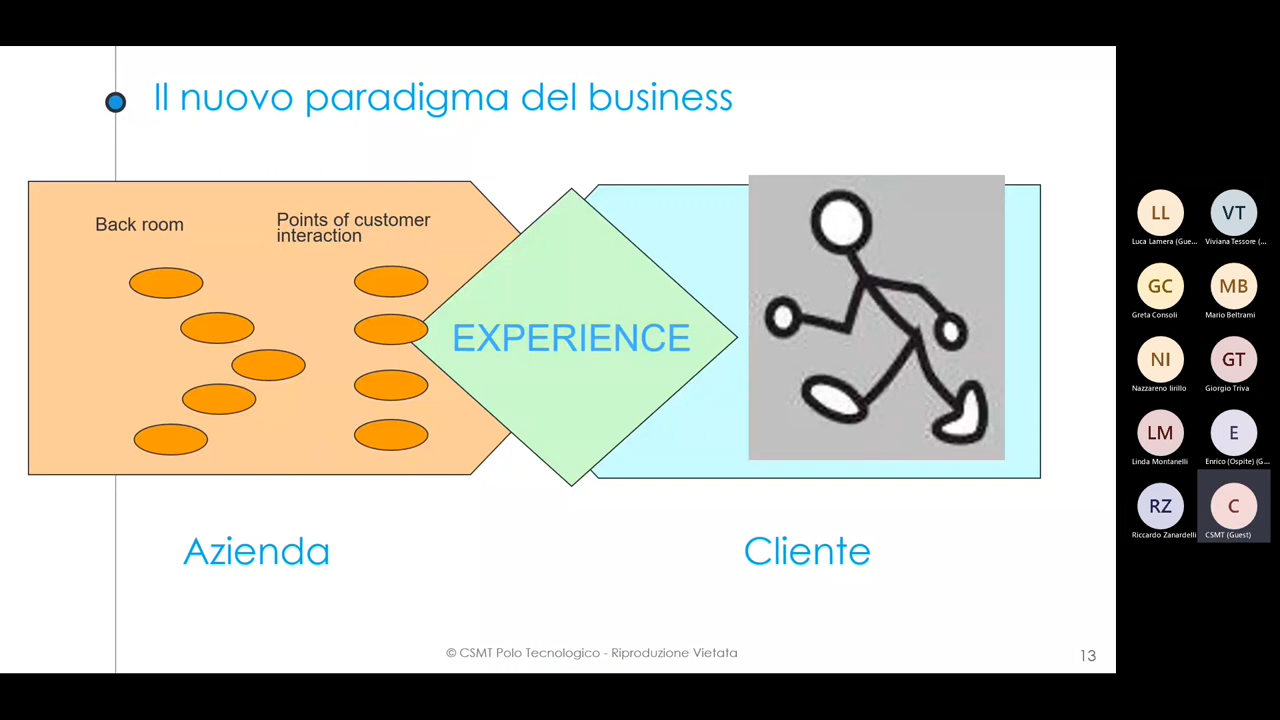 Il nuovo paradigma del business
Back room
Points of customer
interaction
EXPERIENCE
Azienda
Cliente
© CSMT Polo Tecnologico - Riproduzione Vietata
13
LL
VT
Luca Lamera (Gue...
Viviana Tessore (...
GC
MB
Greta Consoli
Mario Beltrami
NI
GT
Nazzareno Iirillo
Giorgio Triva
LM
E
Linda Montanelli
Enrico (Ospite) (G...
RZ
C
Riccardo Zanardelli
CSMT (Guest)